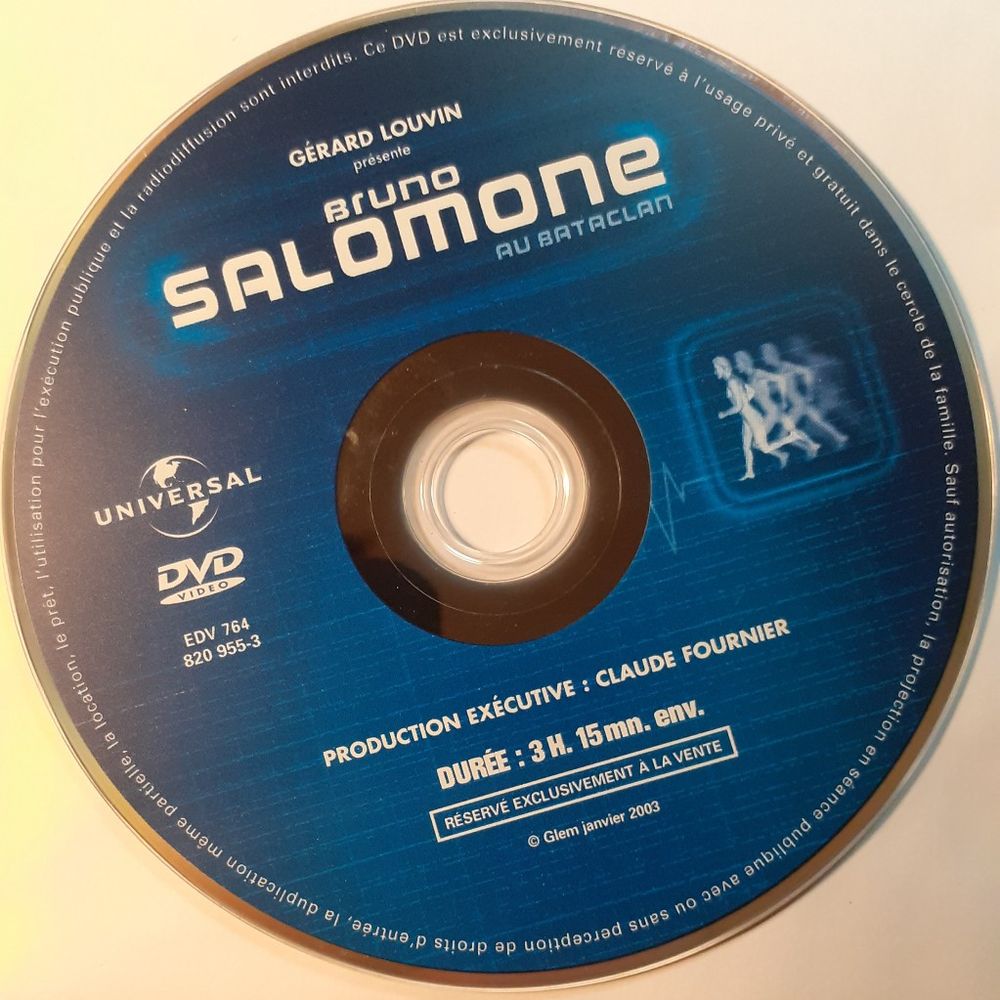 GÉRARD LOUVIN
présente
BRUNO
SALOMONE
AU BATACLAN
UNIVERSAL
DVD
VIDEO
EDV 764
820 955-3
PRODUCTION EXÉCUTIVE : CLAUDE FOURNIER
DURÉE : 3 H. 15mn. env.
RÉSERVÉ EXCLUSIVEMENT À LA VENTE
© Glem janvier 2003
Ce DVD est exclusivement réservé à l'usage privé et gratuit dans le cercle de la famille. Sauf autorisation, la projection en séance publique avec ou sans perception de droits d'entrée, la duplication même partielle, la location, le prêt, l'utilisation pour l'exécution publique et la radiodiffusion sont interdits.